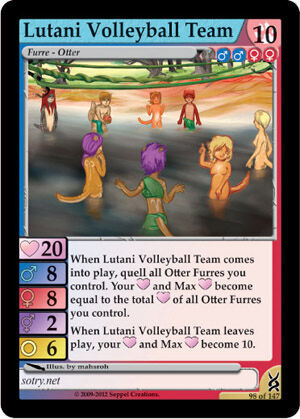 Lutani Volleyball Team 10
Furre - Otter
20
8
8
2
6
When Lutani Volleyball Team comes
into play, quell all Otter Furres you
control. Your and Max become
equal to the total of all Otter Furres
you control.
When Lutani Volleyball Team leaves
play, your and Max become 10.
Illus. by mahsroh
sotry.net
98 of 147
© 2009-2012 Seppel Creations.